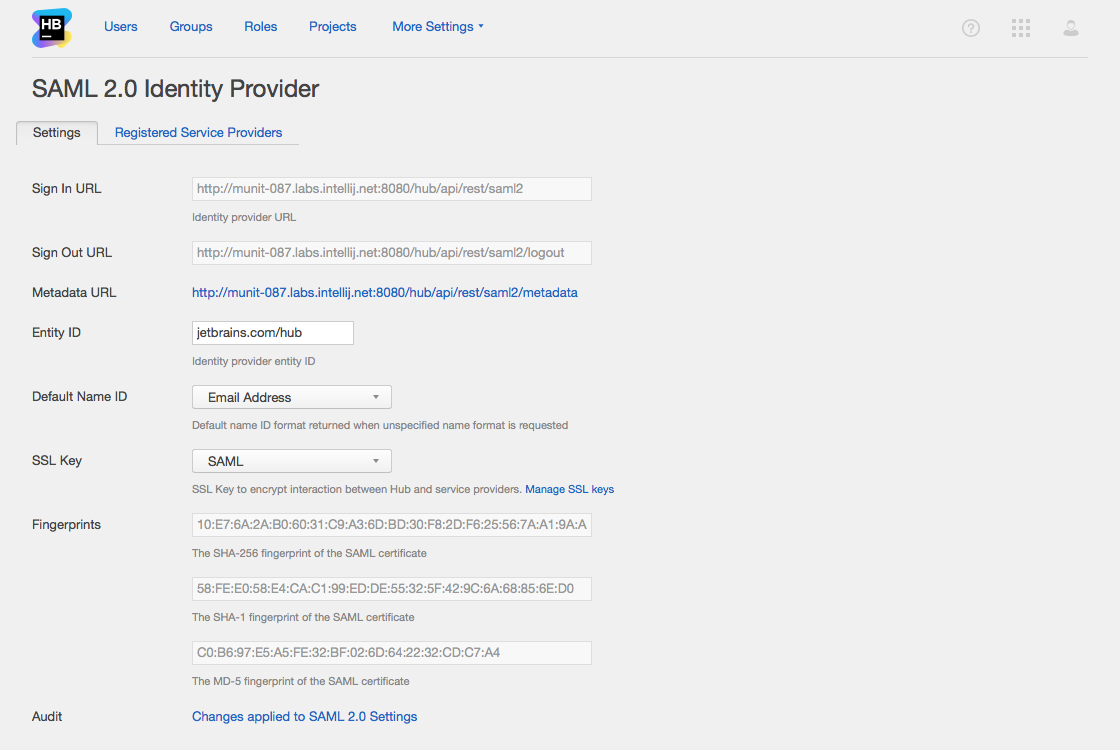 HB
Users Groups Roles Projects More Settings
SAML 2.0 Identity Provider
Settings Registered Service Providers
Sign In URL http://munit-087.labs.intellij.net:8080/hub/api/rest/saml2
Identity provider URL
Sign Out URL http://munit-087.labs.intellij.net:8080/hub/api/rest/saml2/logout
Metadata URL http://munit-087.labs.intellij.net:8080/hub/api/rest/saml2/metadata
Entity ID jetbrains.com/hub
Identity provider entity ID
Default Name ID Email Address
Default name ID format returned when unspecified name format is requested
SSL Key SAML
SSL Key to encrypt interaction between Hub and service providers. Manage SSL keys
Fingerprints 10:E7:6A:2A:B0:60:31:C9:A3:6D:BD:30:F8:2D:F6:25:56:7A:A1:9A:A
The SHA-256 fingerprint of the SAML certificate
58:FE:E0:58:E4:CA:C1:99:ED:DE:55:32:5F:42:9C:6A:68:85:6E:D0
The SHA-1 fingerprint of the SAML certificate
C0:B6:97:E5:A5:FE:32:BF:02:6D:64:22:32:CD:C7:A4
The MD-5 fingerprint of the SAML certificate
Audit Changes applied to SAML 2.0 Settings